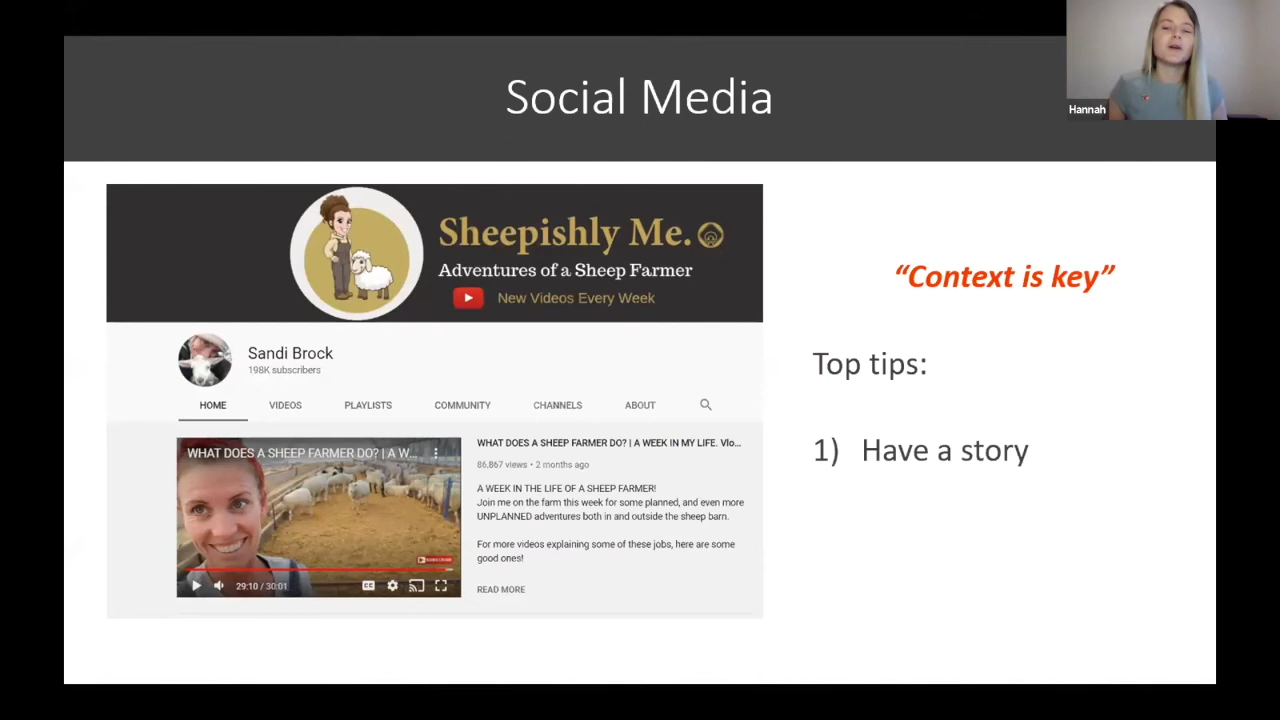 Social Media
Hannah
Sheepishly Me.
Adventures of a Sheep Farmer
New Videos Every Week
Sandi Brock
198K subscribers
HOME VIDEOS PLAYLISTS COMMUNITY CHANNELS ABOUT
WHAT DOES A SHEEP FARMER DO? | A W...
29:10 / 30:01
SUBSCRIBE
WHAT DOES A SHEEP FARMER DO? | A WEEK IN MY LIFE. Vlo...
86,867 views • 2 months ago
A WEEK IN THE LIFE OF A SHEEP FARMER!
Join me on the farm this week for some planned, and even more
UNPLANNED adventures both in and outside the sheep barn.
For more videos explaining some of these jobs, here are some
good ones!
READ MORE
“Context is key”
Top tips:
1) Have a story